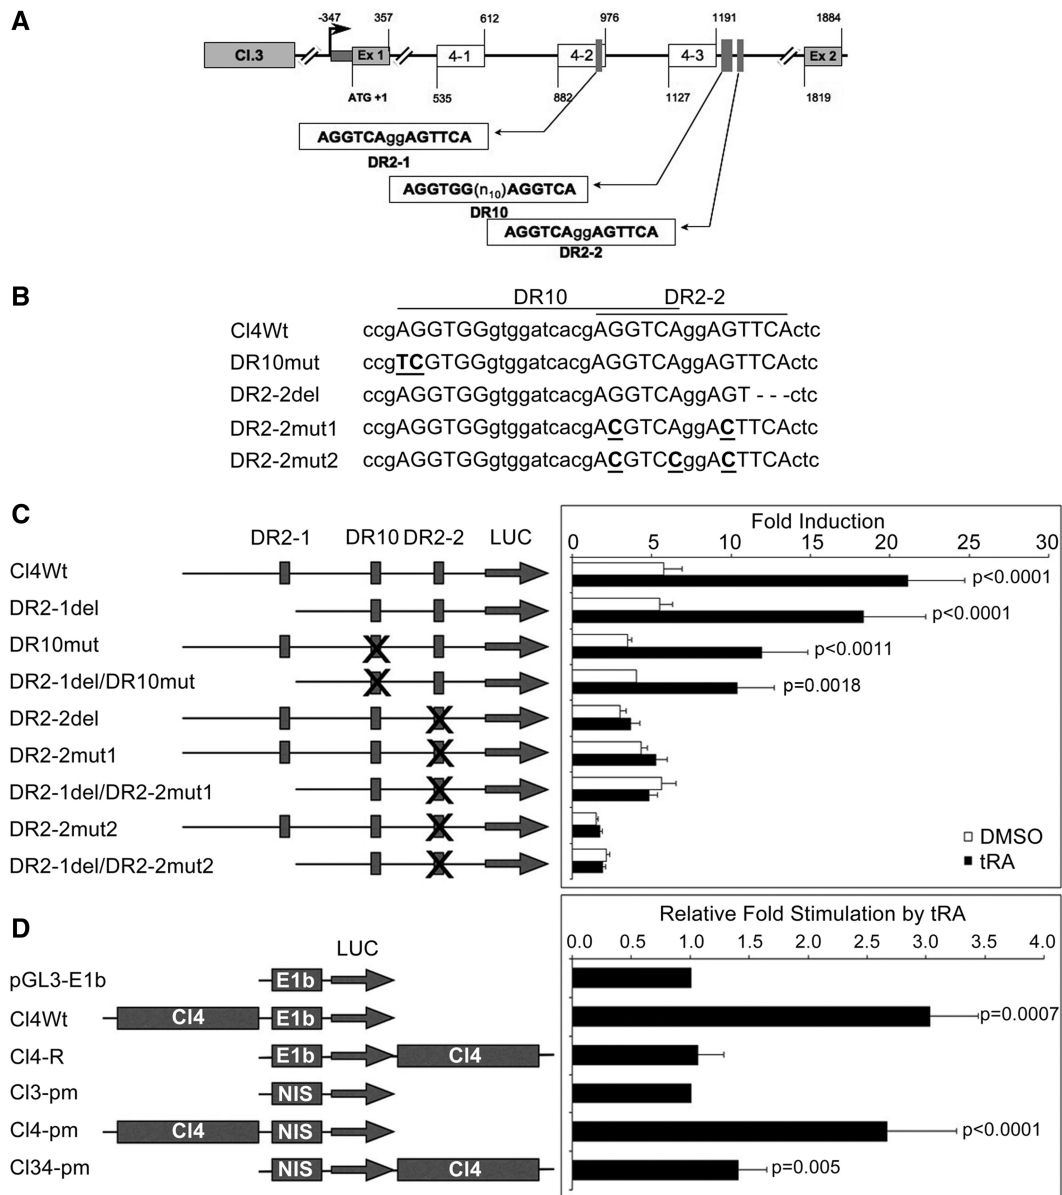 A
-347 357 612 976 1191 1884
Cl.3 Ex 1 4-1 4-2 4-3 Ex 2
ATG +1 535 882 1127 1819
AGGTCAggAGTTCA
DR2-1
AGGTGG(n10)AGGTCA
DR10
AGGTCAggAGTTCA
DR2-2
B
DR10 DR2-2
Cl4Wt ccgAGGTGGgtggatcacgAGGTCAggAGTTCActc
DR10mut ccgTCGTGGgtggatcacgAGGTCAggAGTTCActc
DR2-2del ccgAGGTGGgtggatcacgAGGTCAggAGT - - -ctc
DR2-2mut1 ccgAGGTGGgtggatcacgACGTCAggACTTCActc
DR2-2mut2 ccgAGGTGGgtggatcacgACGTCCggACTTCActc
C
DR2-1 DR10 DR2-2 LUC
Fold Induction
0 5 10 15 20 25 30
Cl4Wt p<0.0001
DR2-1del p<0.0001
DR10mut p<0.0011
DR2-1del/DR10mut p=0.0018
DR2-2del
DR2-2mut1
DR2-1del/DR2-2mut1
DR2-2mut2
DR2-1del/DR2-2mut2
DMSO
tRA
D
LUC
Relative Fold Stimulation by tRA
0.0 0.5 1.0 1.5 2.0 2.5 3.0 3.5 4.0
pGL3-E1b E1b
Cl4Wt Cl4 E1b p=0.0007
Cl4-R E1b Cl4
Cl3-pm NIS
Cl4-pm Cl4 NIS p<0.0001
Cl34-pm NIS Cl4 p=0.005